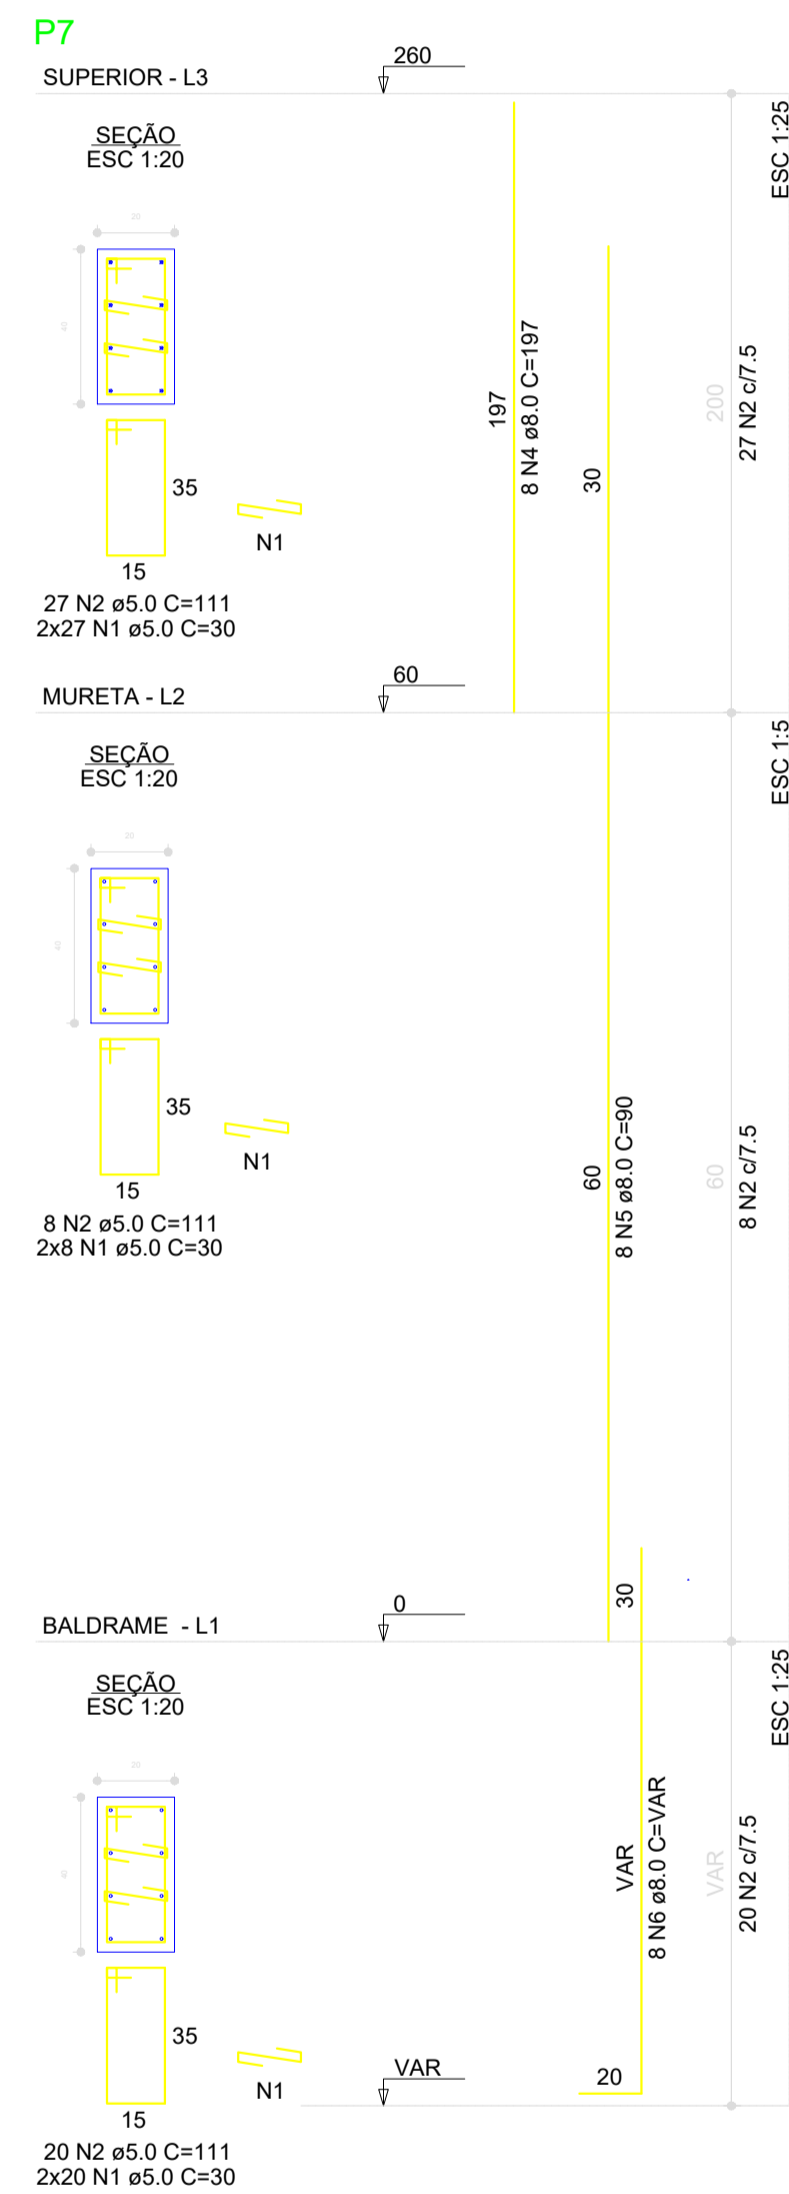 P7
SUPERIOR - L3
260
ESC 1:25
SEÇÃO
ESC 1:20
20
40
35
15
N1
27 N2 ø5.0 C=111
2x27 N1 ø5.0 C=30
197
8 N4 ø8.0 C=197
30
200
27 N2 c/7.5
MURETA - L2
60
ESC 1:5
SEÇÃO
ESC 1:20
20
40
35
15
N1
8 N2 ø5.0 C=111
2x8 N1 ø5.0 C=30
60
8 N5 ø8.0 C=90
60
8 N2 c/7.5
BALDRAME - L1
0
30
ESC 1:25
SEÇÃO
ESC 1:20
20
40
35
15
N1
20 N2 ø5.0 C=111
2x20 N1 ø5.0 C=30
VAR
VAR
8 N6 ø8.0 C=VAR
20
VAR
20 N2 c/7.5